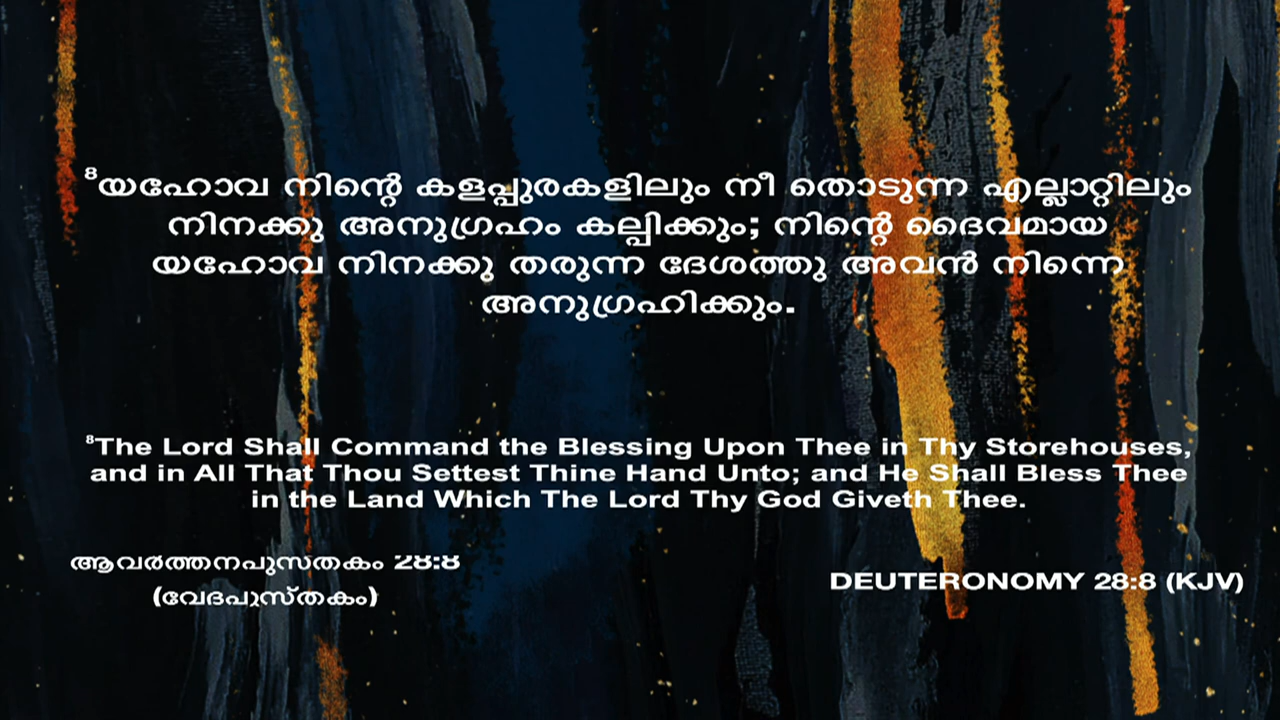 ⁸യഹോവ നിന്റെ കളപ്പുരകളിലും നീ തൊടുന്ന എല്ലാറ്റിലും
നിനക്കു അനുഗ്രഹം കല്പിക്കും; നിന്റെ ദൈവമായ
യഹോവ നിനക്കു തരുന്ന ദേശത്തു അവൻ നിന്നെ
അനുഗ്രഹിക്കും.
⁸The Lord Shall Command the Blessing Upon Thee in Thy Storehouses,
and in All That Thou Settest Thine Hand Unto; and He Shall Bless Thee
in the Land Which The Lord Thy God Giveth Thee.
ആവർത്തനപുസ്തകം 28:8
(വേദപുസ്തകം)
DEUTERONOMY 28:8 (KJV)